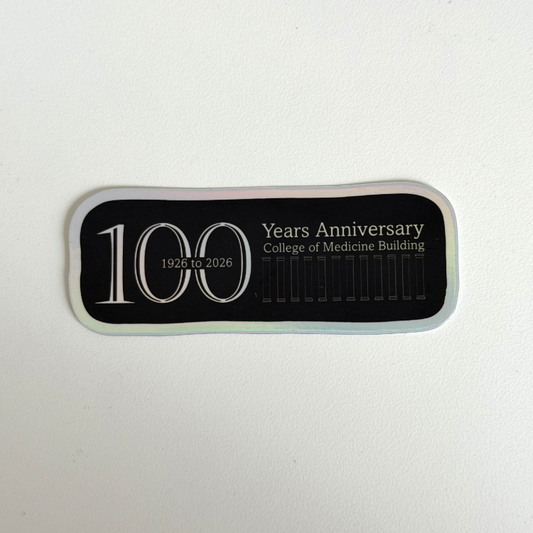 100
1926 to 2026
Years Anniversary
College of Medicine Building